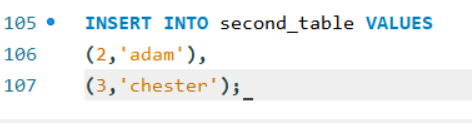 105 INSERT INTO second_table VALUES
106 (2,'adam'),
107 (3,'chester');